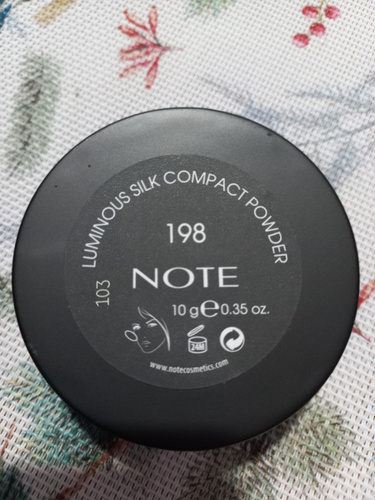 LUMINOUS SILK COMPACT POWDER
198
103
NOTE
10 g℮0.35 oz.
24M
www.notecosmetics.com